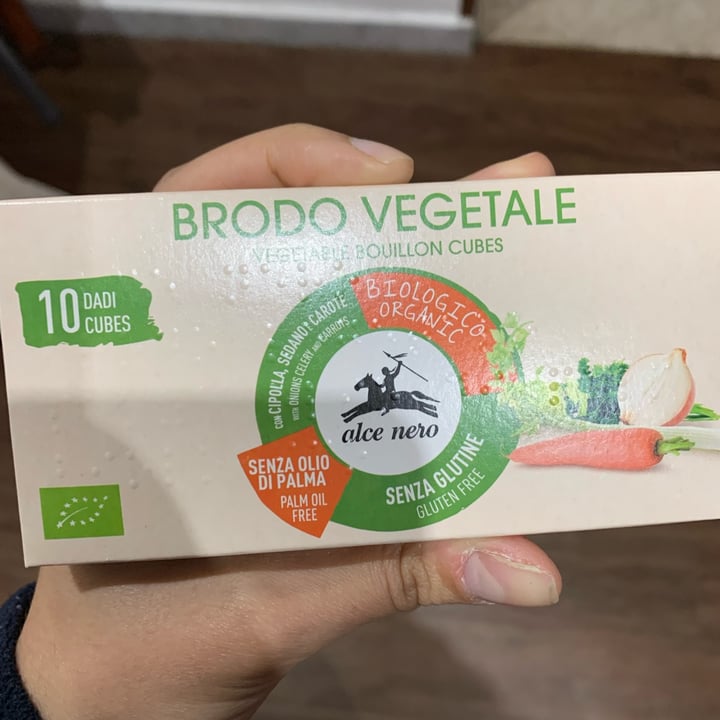 BRODO VEGETALE
VEGETABLE BOUILLON CUBES
10 DADI
CUBES
CON CIPOLLA, SEDANO, CAROTE
WITH ONIONS CELERY AND CARROTS
BIOLOGICO
ORGANIC
alce nero
SENZA OLIO
DI PALMA
PALM OIL
FREE
SENZA GLUTINE
GLUTEN FREE